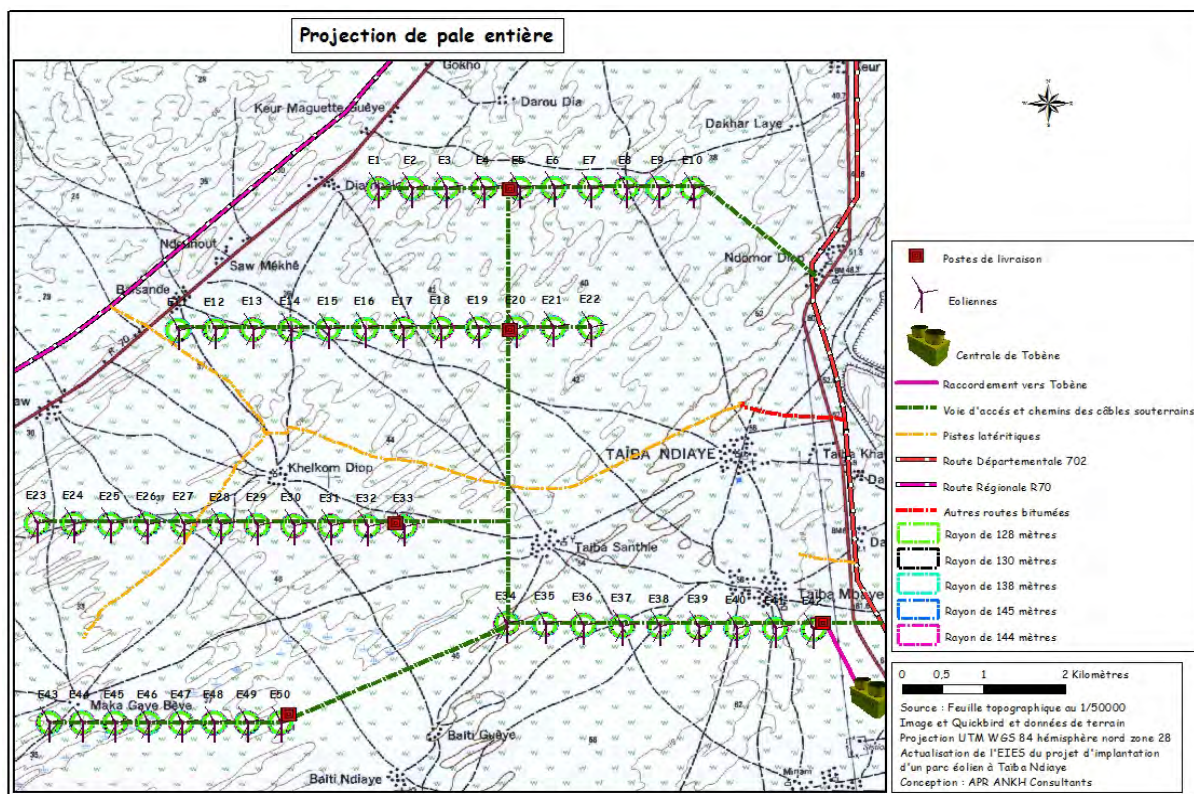 Projection de pale entière
Gokho
Keur Maguette Guèye
Darou Dia
Dakhar Laye
E1 E2 E3 E4 E5 E6 E7 E8 E9 E10
Ndomor Diop
Saw Mékhé
E12 E13 E14 E15 E16 E17 E18 E19 E20 E21 E22
R 70
TAÏBA NDIAYE
Khelkom Diop
E23 E24 E25 E26 E27 E28 E29 E30 E31 E32 E33
Taïba Santhie
Taïba Mbaye
E34 E35 E36 E37 E38 E39 E40
E43 E44 E45 E46 E47 E48 E49 E50
Maka Gaye Bèye
Baiti Guèye
Baiti Ndiaye
N
Postes de livraison
Eoliennes
Centrale de Tobène
Raccordement vers Tobène
Voie d'accés et chemins des câbles souterrains
Pistes latéritiques
Route Départementale 702
Route Régionale R70
Autres routes bitumées
Rayon de 128 mètres
Rayon de 130 mètres
Rayon de 138 mètres
Rayon de 145 mètres
Rayon de 144 mètres
0 0,5 1 2 Kilomètres
Source : Feuille topographique au 1/50000
Image et Quickbird et données de terrain
Projection UTM WGS 84 hémisphère nord zone 28
Actualisation de l'EIES du projet d'implantation
d'un parc éolien à Taïba Ndiaye
Conception : APR ANKH Consultants